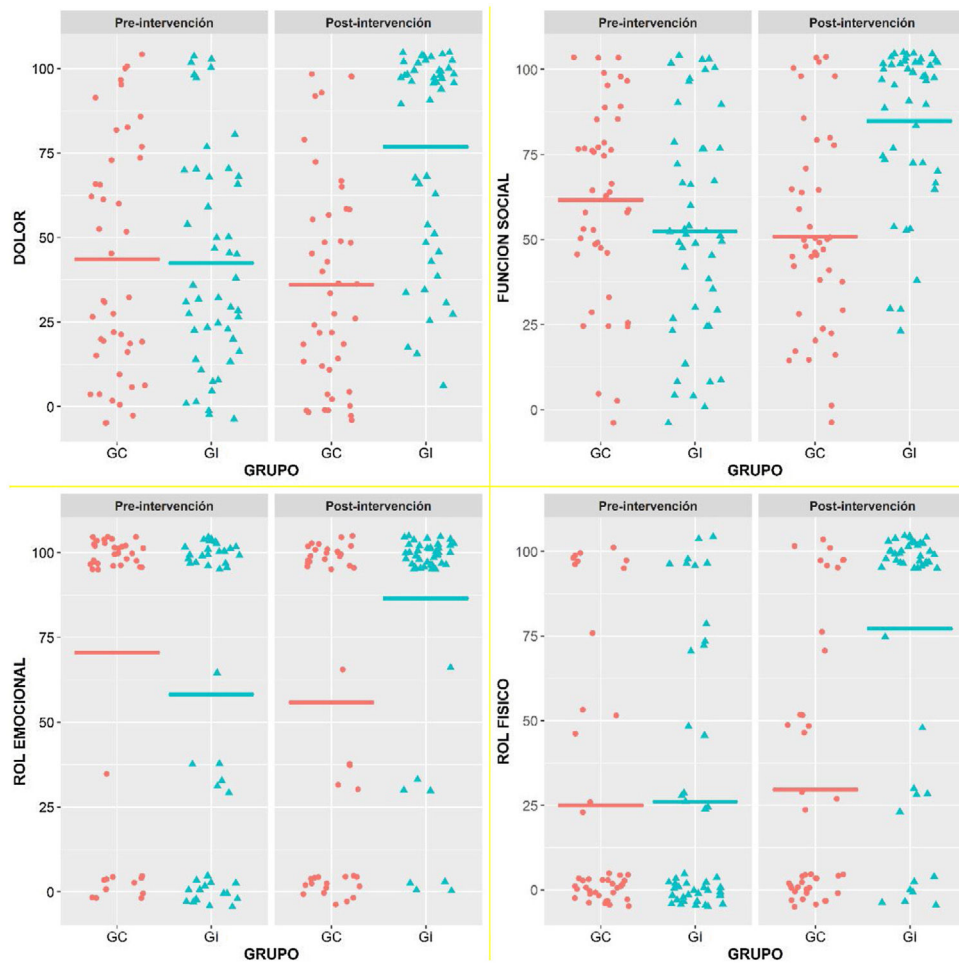 Pre-intervención Post-intervención
100
75
50
25
0
DOLOR
GC GI GC GI
GRUPO
Pre-intervención Post-intervención
100
75
50
25
0
FUNCION SOCIAL
GC GI GC GI
GRUPO
Pre-intervención Post-intervención
100
75
50
25
0
ROL EMOCIONAL
GC GI GC GI
GRUPO
Pre-intervención Post-intervención
100
75
50
25
0
ROL FISICO
GC GI GC GI
GRUPO